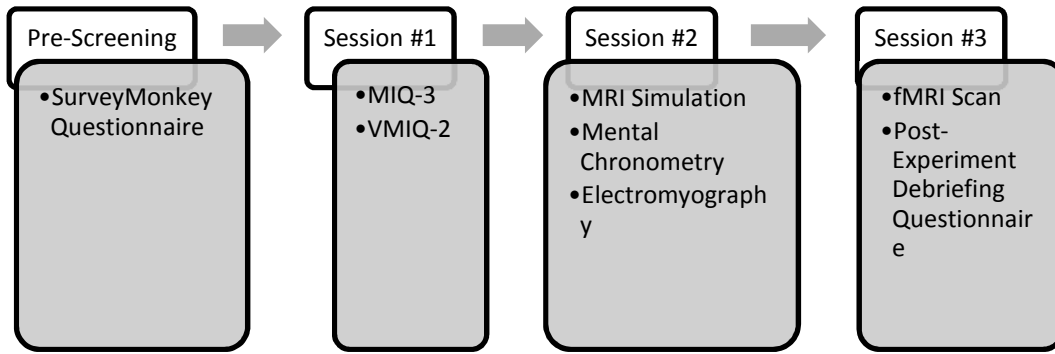 Pre-Screening
•SurveyMonkey
Questionnaire
Session #1
•MIQ-3
•VMIQ-2
Session #2
•MRI Simulation
•Mental
Chronometry
•Electromyograph
y
Session #3
•fMRI Scan
•Post-
Experiment
Debriefing
Questionnair
e